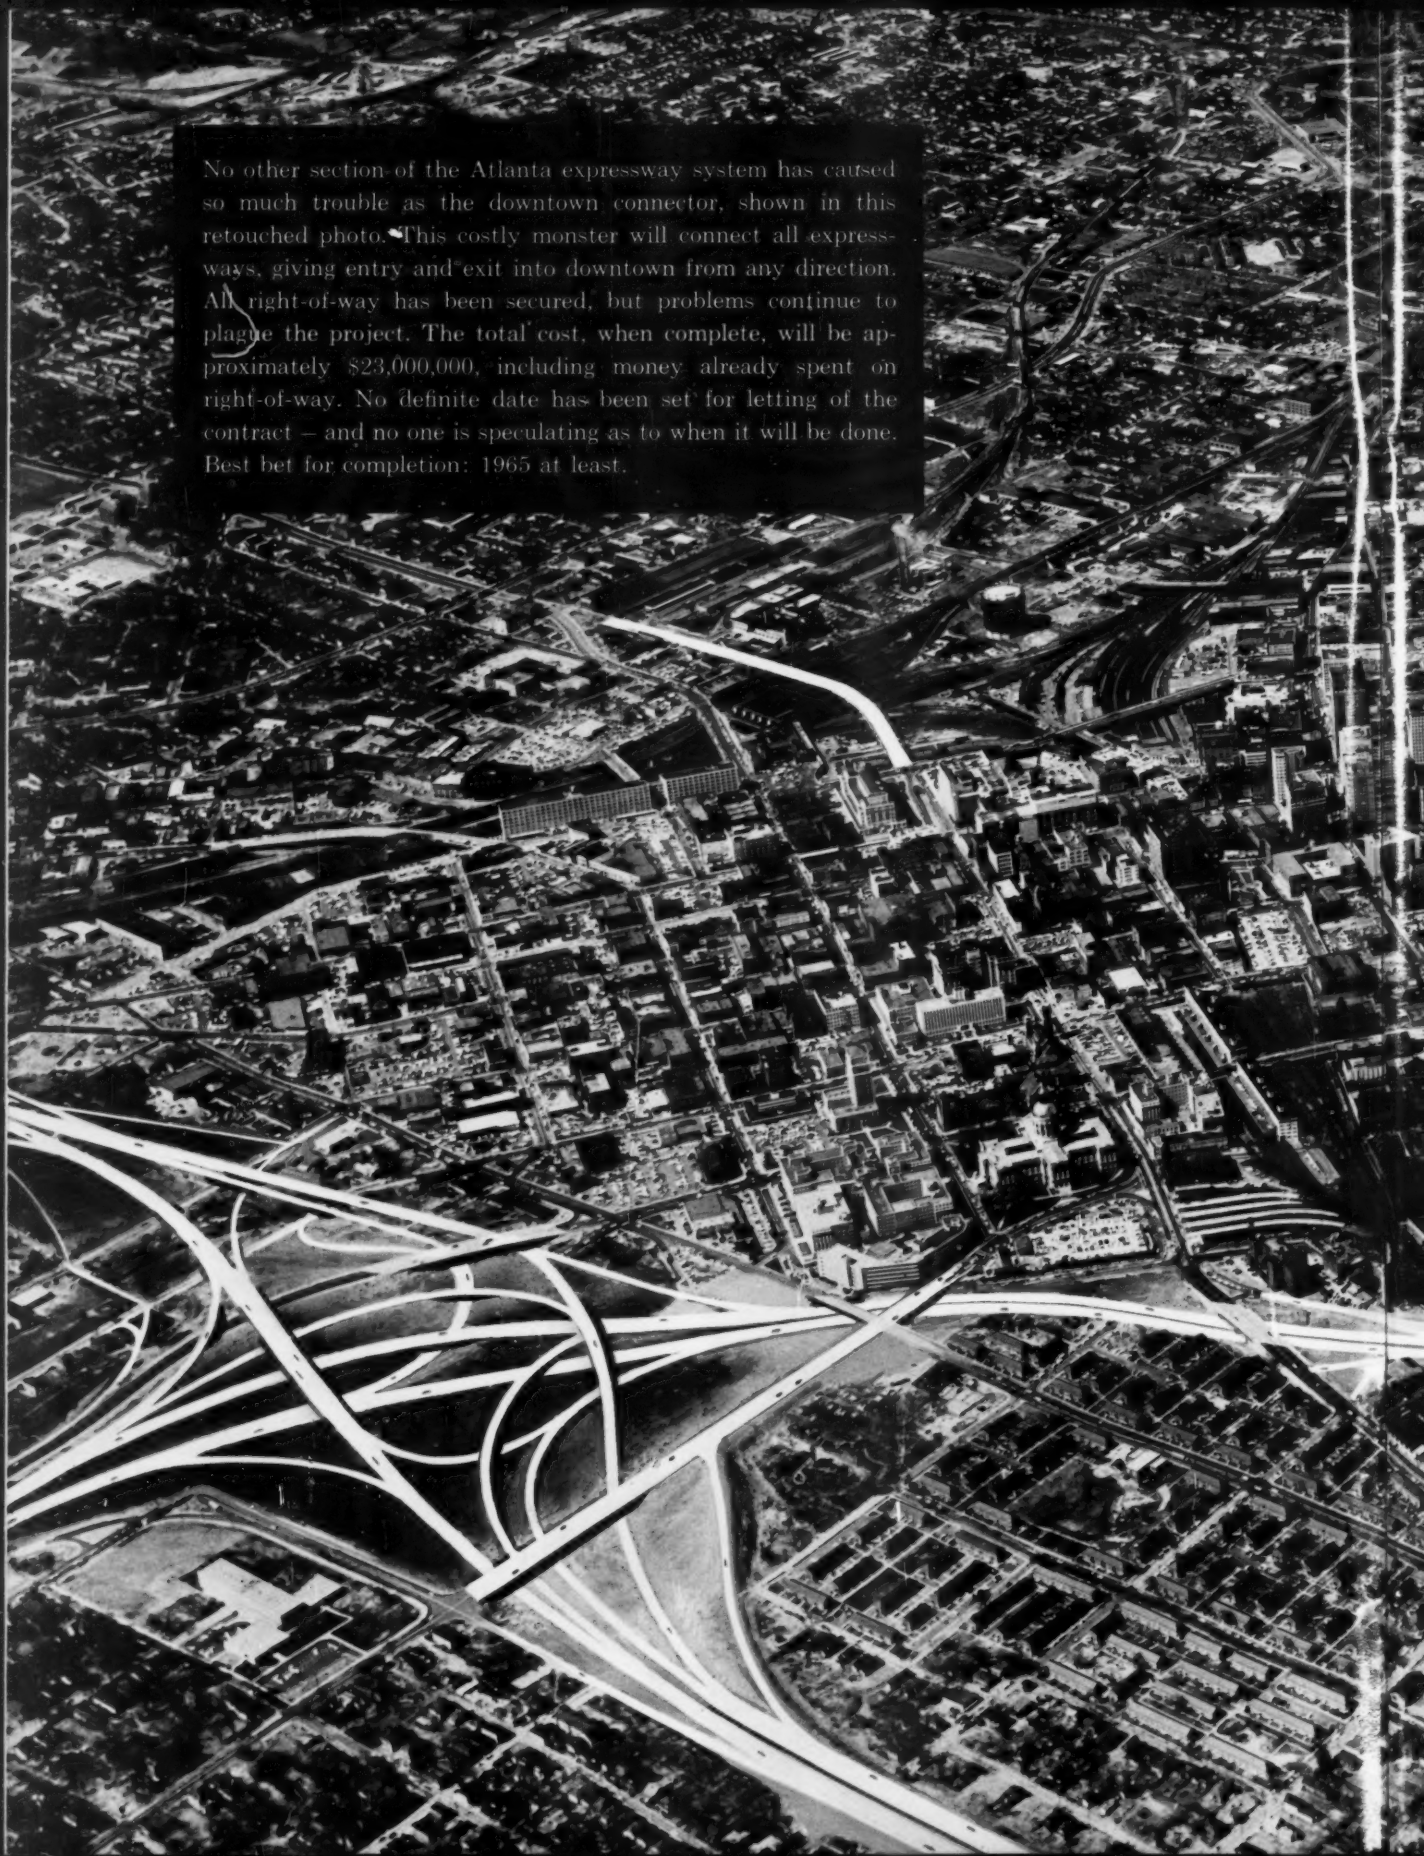 No other section of the Atlanta expressway system has caused
so much trouble as the downtown connector, shown in this
retouched photo. This costly monster will connect all express-
ways, giving entry and exit into downtown from any direction.
All right-of-way has been secured, but problems continue to
plague the project. The total cost, when complete, will be ap-
proximately $23,000,000, including money already spent on
right-of-way. No definite date has been set for letting of the
contract – and no one is speculating as to when it will be done.
Best bet for completion: 1965 at least.